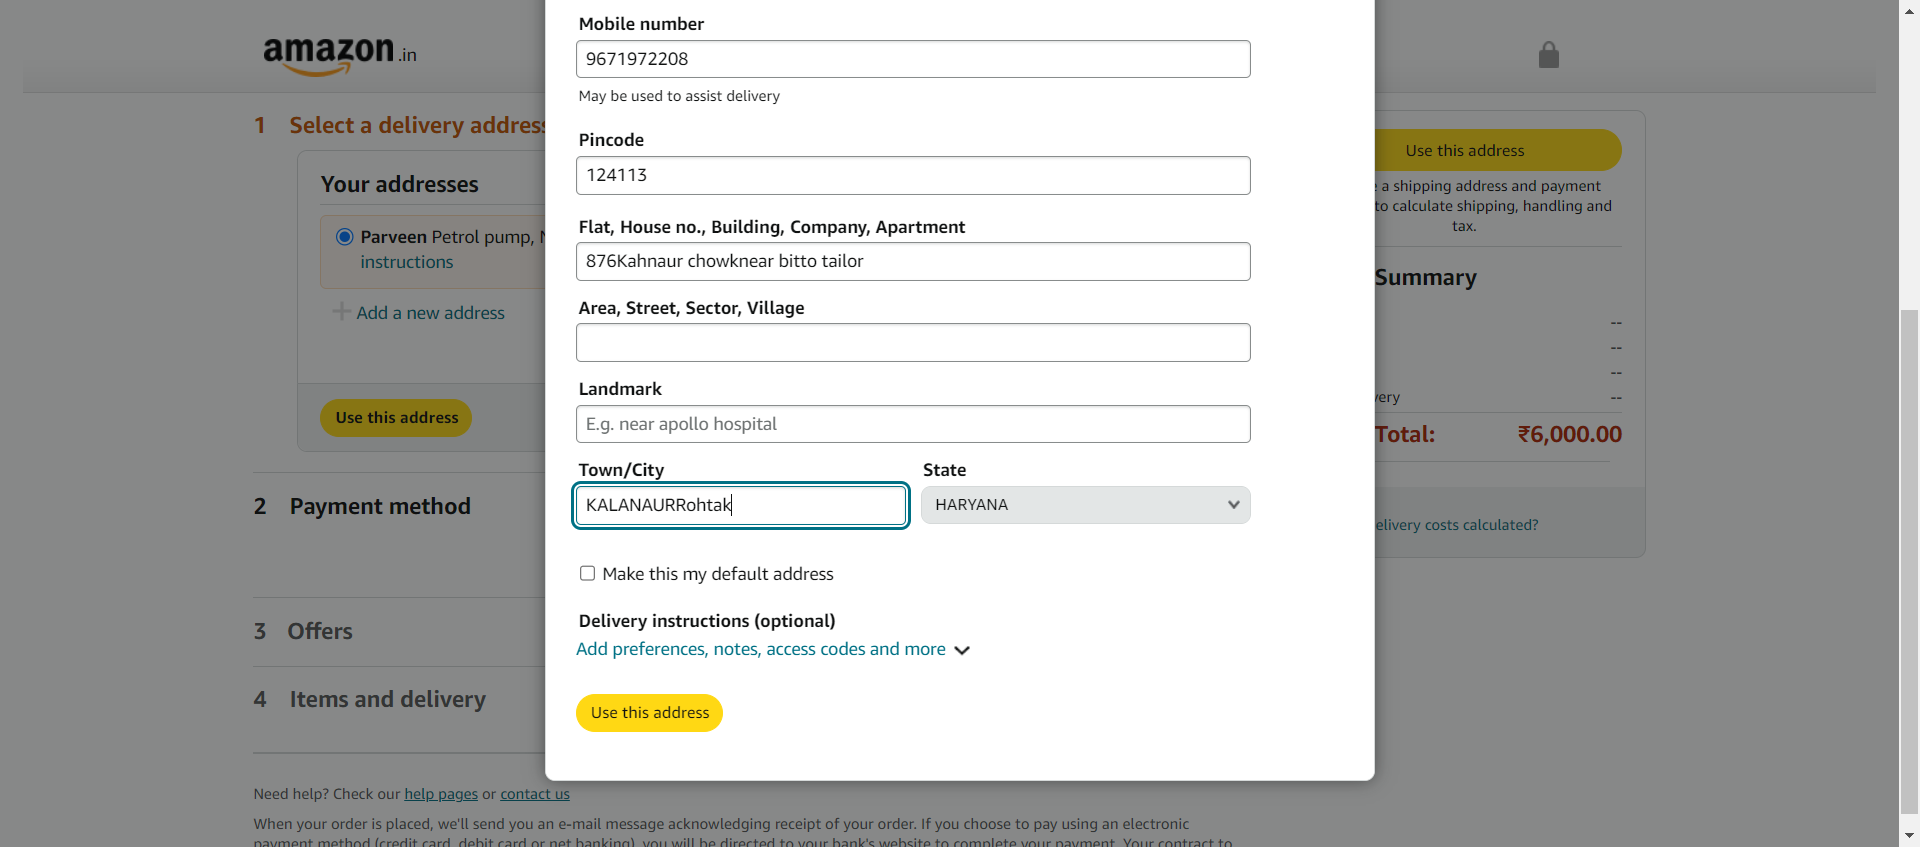 amazon.in
1 Select a delivery address
Your addresses
Parveen Petrol pump,
instructions
Add a new address
Use this address
2 Payment method
3 Offers
4 Items and delivery
Need help? Check our help pages or contact us
When your order is placed, we'll send you an e-mail message acknowledging receipt of your order. If you choose to pay using an electronic
payment method (credit card, debit card or net banking), you will be directed to your bank's website to complete your payment. Your contract to
Mobile number
9671972208
May be used to assist delivery
Pincode
124113
Flat, House no., Building, Company, Apartment
876Kahnaur chowknear bitto tailor
Area, Street, Sector, Village
Landmark
E.g. near apollo hospital
Town/City
State
KALANAURRohtak
HARYANA
Make this my default address
Delivery instructions (optional)
Add preferences, notes, access codes and more
Use this address
Use this address
a shipping address and payment
to calculate shipping, handling and
tax.
Summary
--
--
--
--
Total: ₹6,000.00
delivery costs calculated?